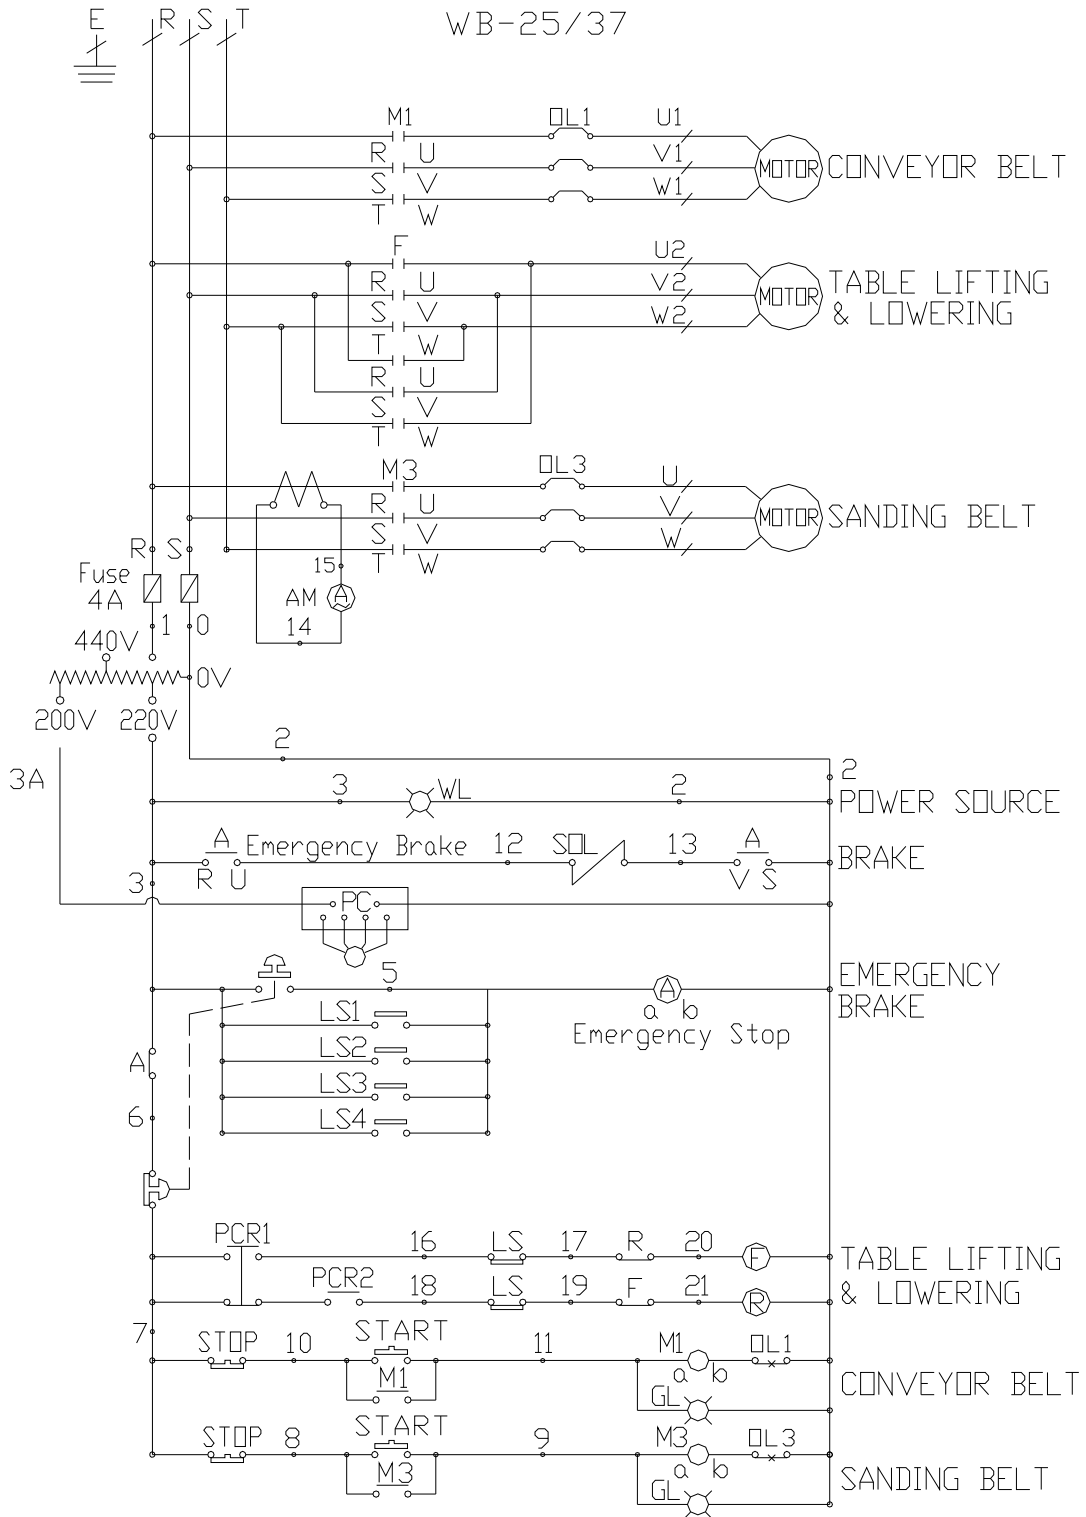 E R S T WB-25/37
M1 OL1 U1
R U V1 MOTOR CONVEYOR BELT
S V W1
T W
F U2
R U V2 MOTOR TABLE LIFTING
S V W2 & LOWERING
T W
R U
S V
T W
M3 OL3 U
R U V MOTOR SANDING BELT
R S S V W
T W
Fuse 15
4A AM A
1 0 14
440V
0V
200V 220V
2
3A 3 WL 2 2
POWER SOURCE
A Emergency Brake 12 SOL 13 A BRAKE
R U V S
3
PC
5 A EMERGENCY
a b BRAKE
LS1 Emergency Stop
LS2
A
LS3
6 LS4
PCR1 16 LS 17 R 20 F TABLE LIFTING
PCR2 18 LS 19 F 21 R & LOWERING
7
STOP 10 START 11 M1 OL1
M1 a b CONVEYOR BELT
GL
STOP 8 START 9 M3 OL3
M3 a b SANDING BELT
GL